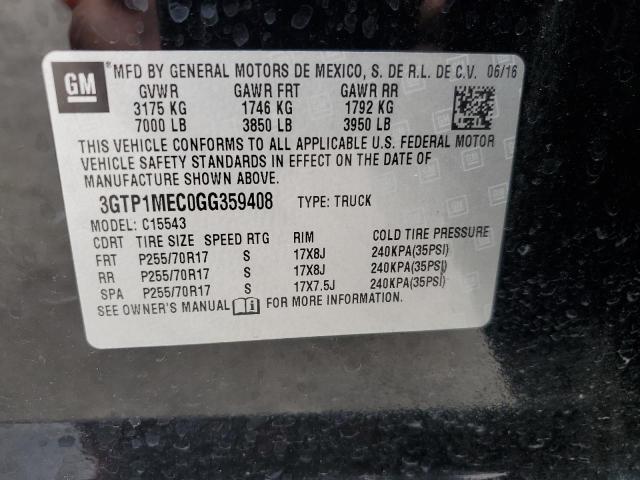 GM
® MFD BY GENERAL MOTORS DE MEXICO, S. DE R.L. DE C.V. 06/16
GVWR GAWR FRT GAWR RR
3175 KG 1746 KG 1792 KG
7000 LB 3850 LB 3950 LB
THIS VEHICLE CONFORMS TO ALL APPLICABLE U.S. FEDERAL MOTOR
VEHICLE SAFETY STANDARDS IN EFFECT ON THE DATE OF
MANUFACTURE SHOWN ABOVE.
3GTP1MEC0GG359408 TYPE: TRUCK
MODEL: C15543
CDRT TIRE SIZE SPEED RTG RIM COLD TIRE PRESSURE
FRT P255/70R17 S 17X8J 240KPA(35PSI)
RR P255/70R17 S 17X8J 240KPA(35PSI)
SPA P255/70R17 S 17X7.5J 240KPA(35PSI)
SEE OWNER'S MANUAL FOR MORE INFORMATION.